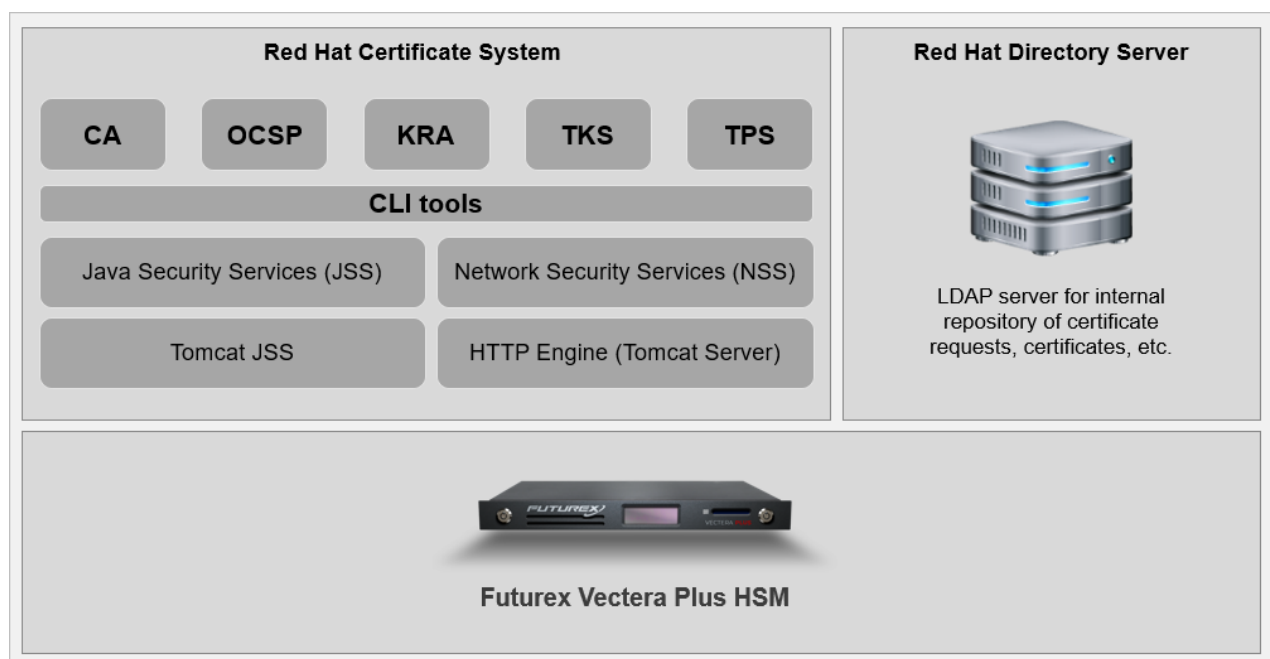 Red Hat Certificate System
Red Hat Directory Server
CA
OCSP
KRA
TKS
TPS
CLI tools
Java Security Services (JSS)
Network Security Services (NSS)
Tomcat JSS
HTTP Engine (Tomcat Server)
LDAP server for internal
repository of certificate
requests, certificates, etc.
FUTUREX
VECTERA
Futurex Vectera Plus HSM